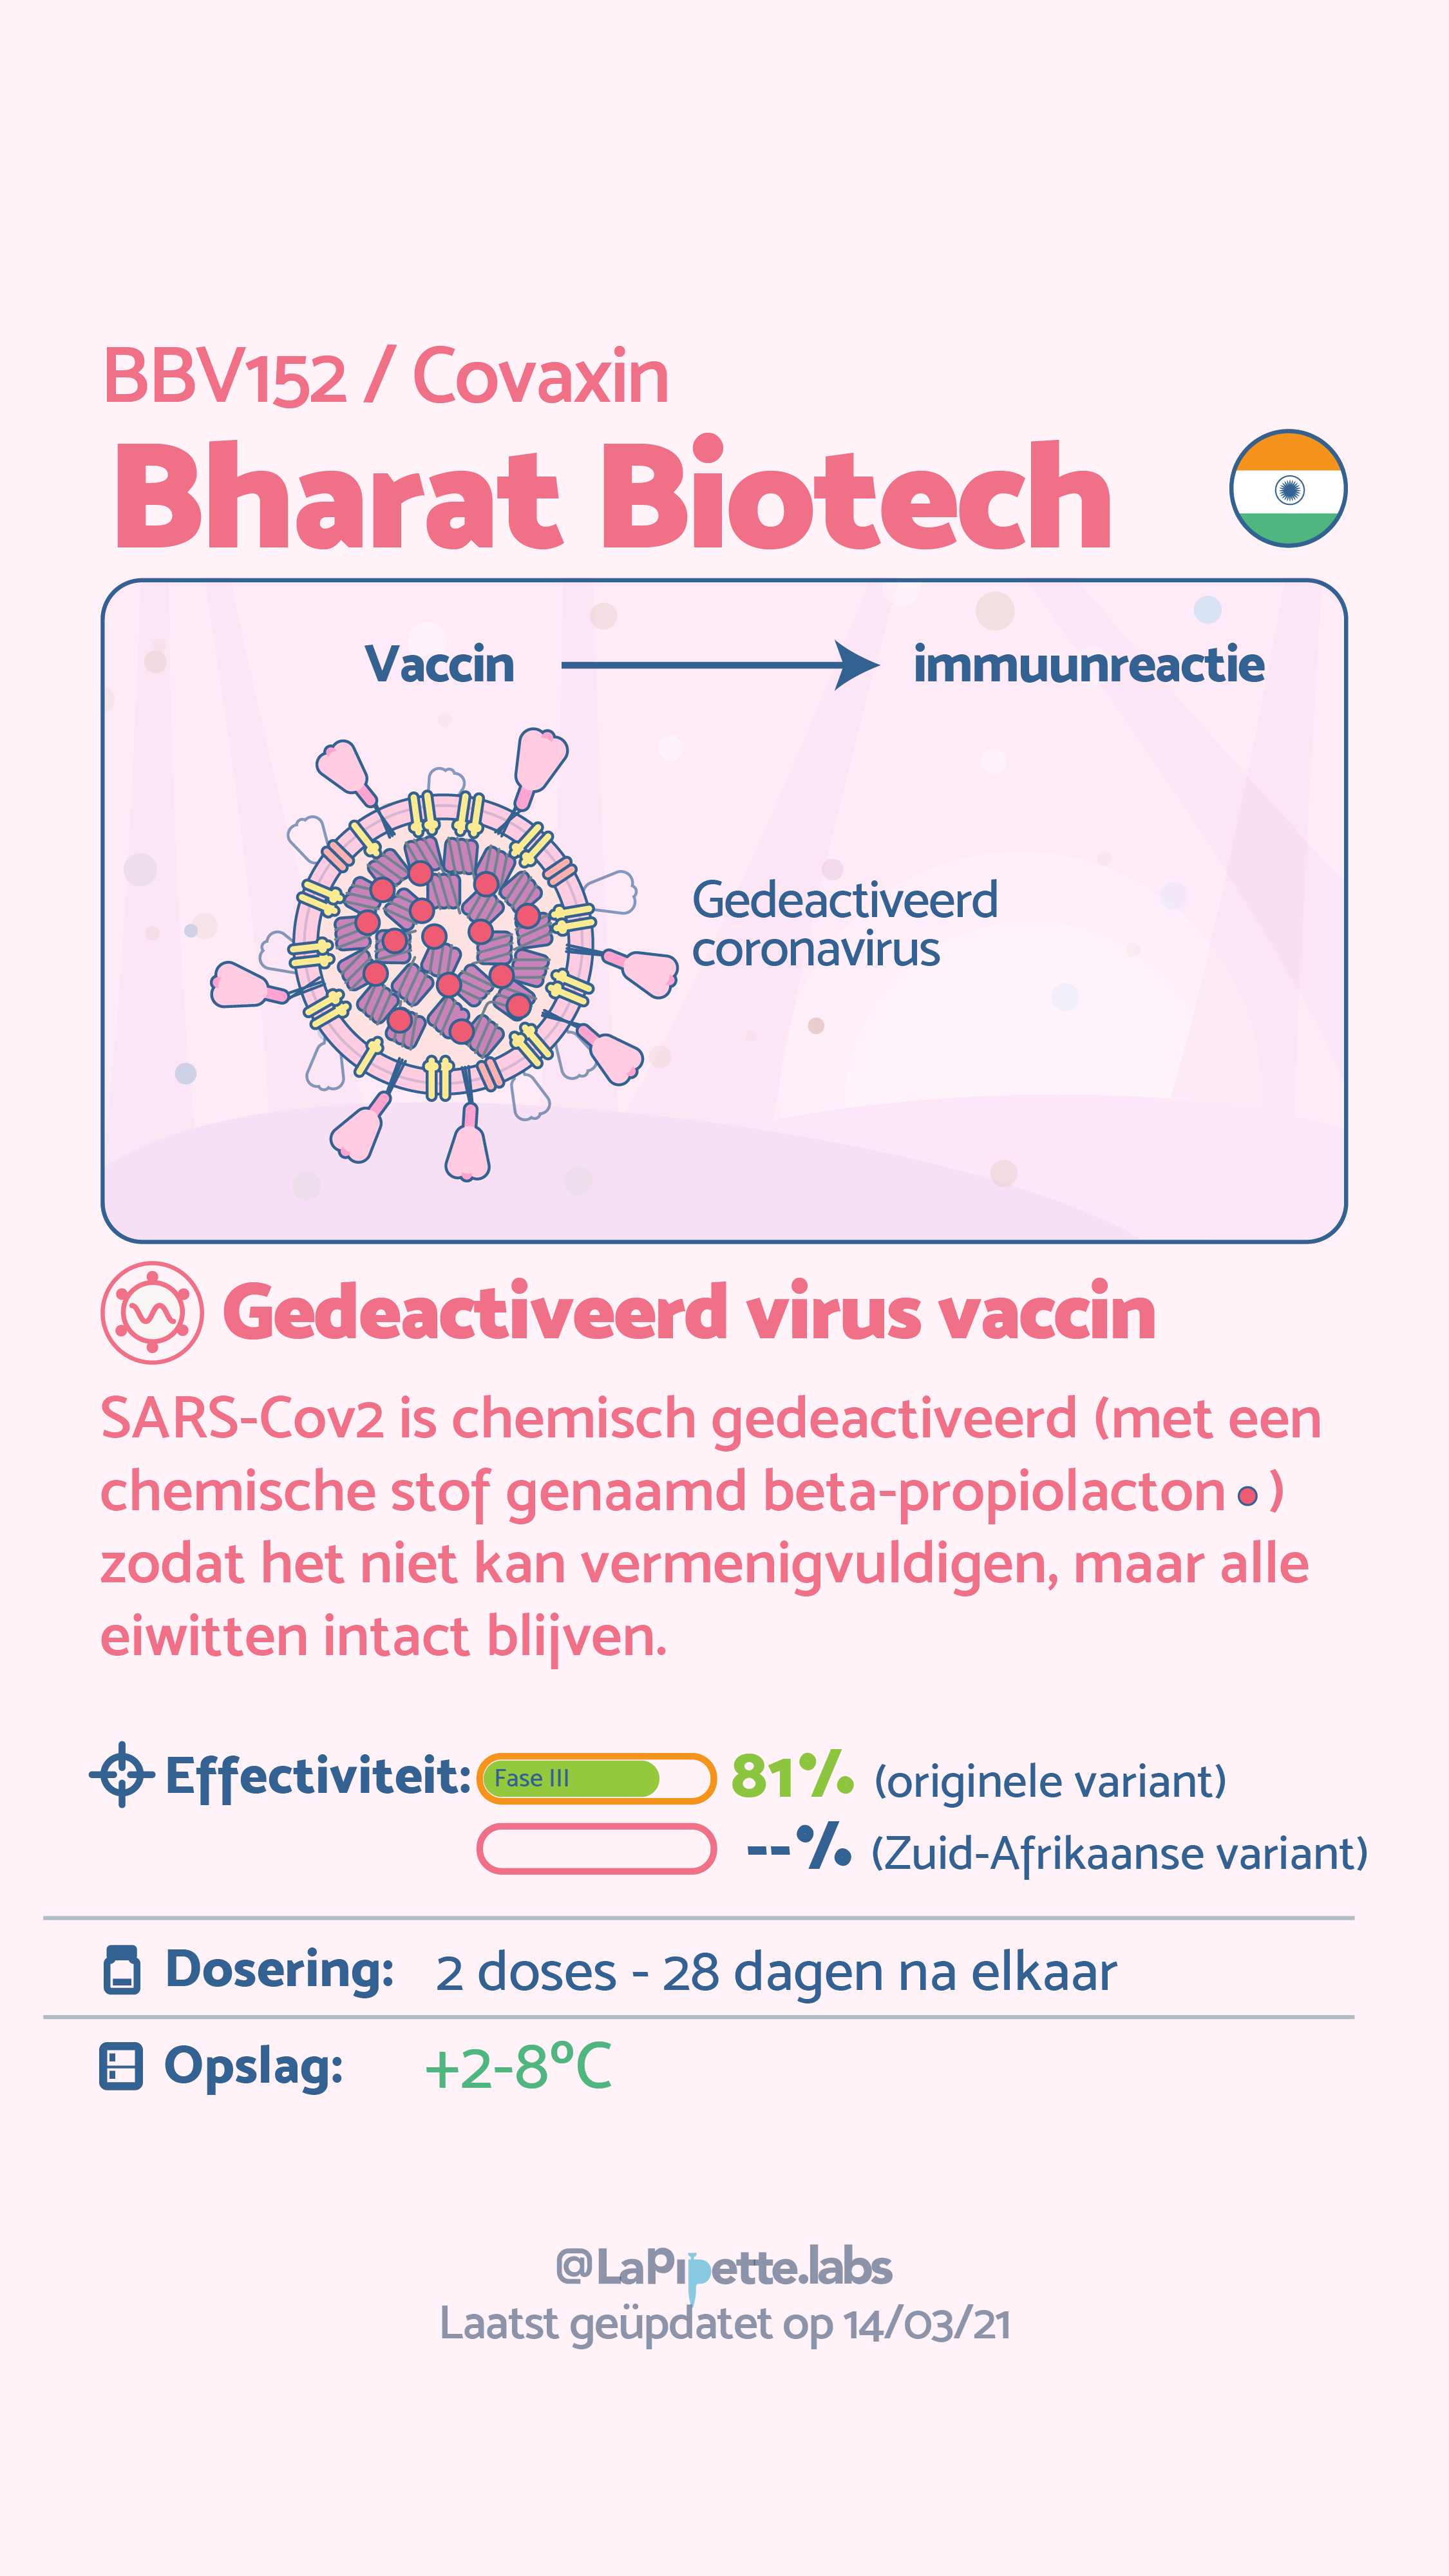 BBV152 / Covaxin
Bharat Biotech
Vaccin
immuunreactie
Gedeactiveerd
coronavirus
Gedeactiveerd virus vaccin
SARS-Cov2 is chemisch gedeactiveerd (met een
chemische stof genaamd beta-propiolacton )
zodat het niet kan vermenigvuldigen, maar alle
eiwitten intact blijven.
Effectiviteit: Fase III 81% (originele variant)
--% (Zuid-Afrikaanse variant)
Dosering: 2 doses - 28 dagen na elkaar
Opslag: +2-8ºC
@LaPipette.labs
Laatst geüpdatet op 14/03/21